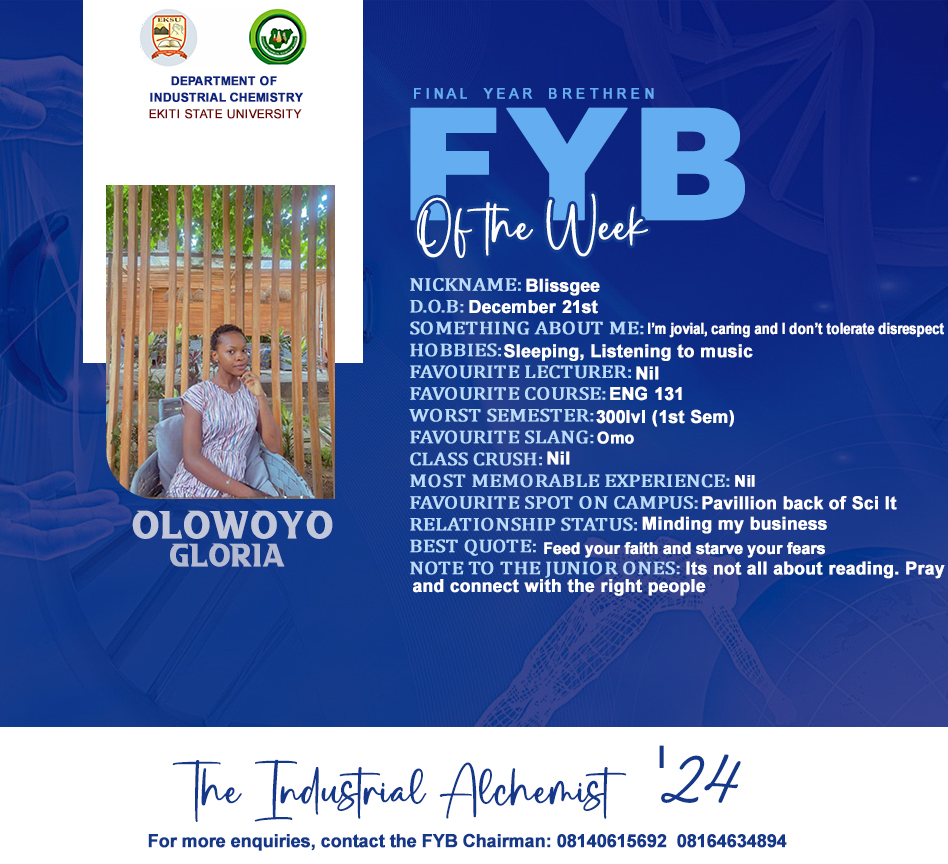 EKSU
DEPARTMENT OF
INDUSTRIAL CHEMISTRY
EKITI STATE UNIVERSITY
FINAL YEAR BRETHREN
FYB
Of the Week
NICKNAME: Blissgee
D.O.B: December 21st
SOMETHING ABOUT ME: I'm jovial, caring and I don't tolerate disrespect
HOBBIES: Sleeping, Listening to music
FAVOURITE LECTURER: Nil
FAVOURITE COURSE: ENG 131
WORST SEMESTER: 300lvl (1st Sem)
FAVOURITE SLANG: Omo
CLASS CRUSH: Nil
MOST MEMORABLE EXPERIENCE: Nil
FAVOURITE SPOT ON CAMPUS: Pavillion back of Sci lt
RELATIONSHIP STATUS: Minding my business
BEST QUOTE: Feed your faith and starve your fears
NOTE TO THE JUNIOR ONES: Its not all about reading. Pray
and connect with the right people
OLOWOYO
GLORIA
The Industrial Alchemist '24
For more enquiries, contact the FYB Chairman: 08140615692 08164634894